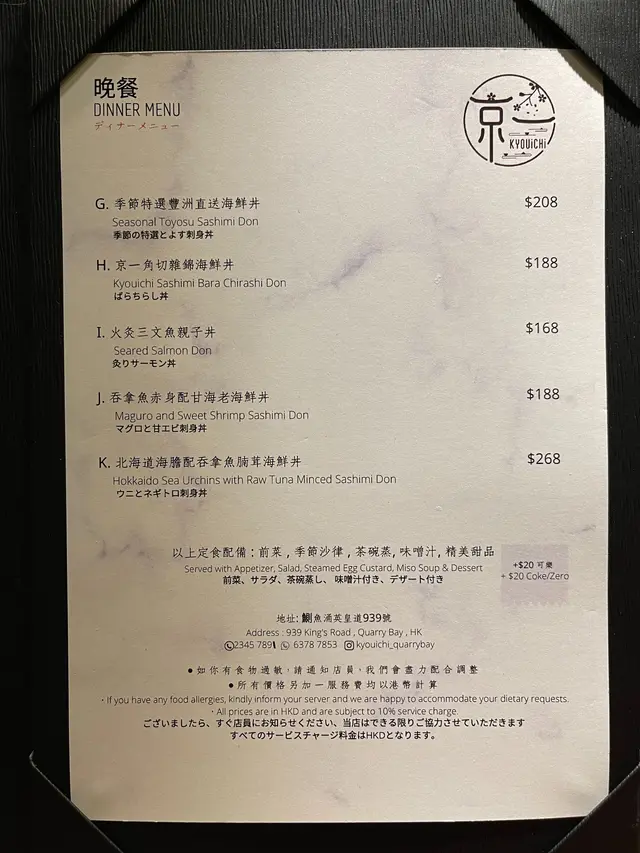 晚餐
DINNER MENU
ディナーメニュー
京一
KYOUiCHi
G. 季節特選豐洲直送海鮮丼 $208
Seasonal Toyosu Sashimi Don
季節の特選とよす刺身丼
H. 京一角切雜錦海鮮丼 $188
Kyouichi Sashimi Bara Chirashi Don
ばらちらし丼
I. 火灸三文魚親子丼 $168
Seared Salmon Don
灸りサーモン丼
J. 吞拿魚赤身配甘海老海鮮丼 $188
Maguro and Sweet Shrimp Sashimi Don
マグロと甘エビ刺身丼
K. 北海道海膽配吞拿魚腩茸海鮮丼 $268
Hokkaido Sea Urchins with Raw Tuna Minced Sashimi Don
ウニとネギトロ刺身丼
以上定食配備：前菜，季節沙律，茶碗蒸，味噌汁，精美甜品
Served with Appetizer, Salad, Steamed Egg Custard, Miso Soup & Dessert
前菜、サラダ、茶碗蒸し、 味噌汁付き、デザート付き
+$20 可樂
+ $20 Coke/Zero
地址: 鰂魚涌英皇道939號
Address : 939 King's Road , Quarry Bay , HK
2345 7891 6378 7853 kyouichi_quarrybay
●如你有食物過敏，請通知店員，我們會盡力配合調整
●所有價格另加一服務費均以港幣計算
· If you have any food allergies, kindly inform your server and we are happy to accommodate your dietary requests.
· All prices are in HKD and are subject to 10% service charge.
ございましたら、すぐ店員にお知らせください、当店はできる限りご協力させていただきます
すべてのサービスチャージ料金はHKDとなります。